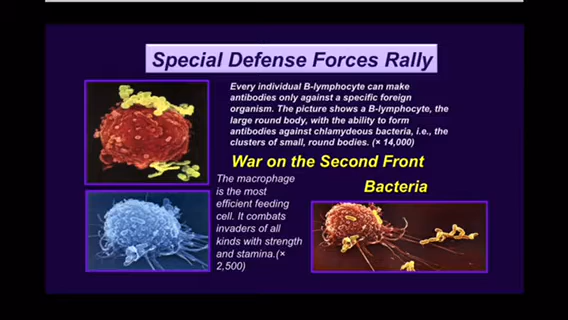 Special Defense Forces Rally
Every individual B-lymphocyte can make
antibodies only against a specific foreign
organism. The picture shows a B-lymphocyte, the
large round body, with the ability to form
antibodies against chlamydeous bacteria, i.e., the
clusters of small, round bodies. (× 14,000)
War on the Second Front
The macrophage
is the most
efficient feeding
cell. It combats
invaders of all
kinds with strength
and stamina.(×
2,500)
Bacteria